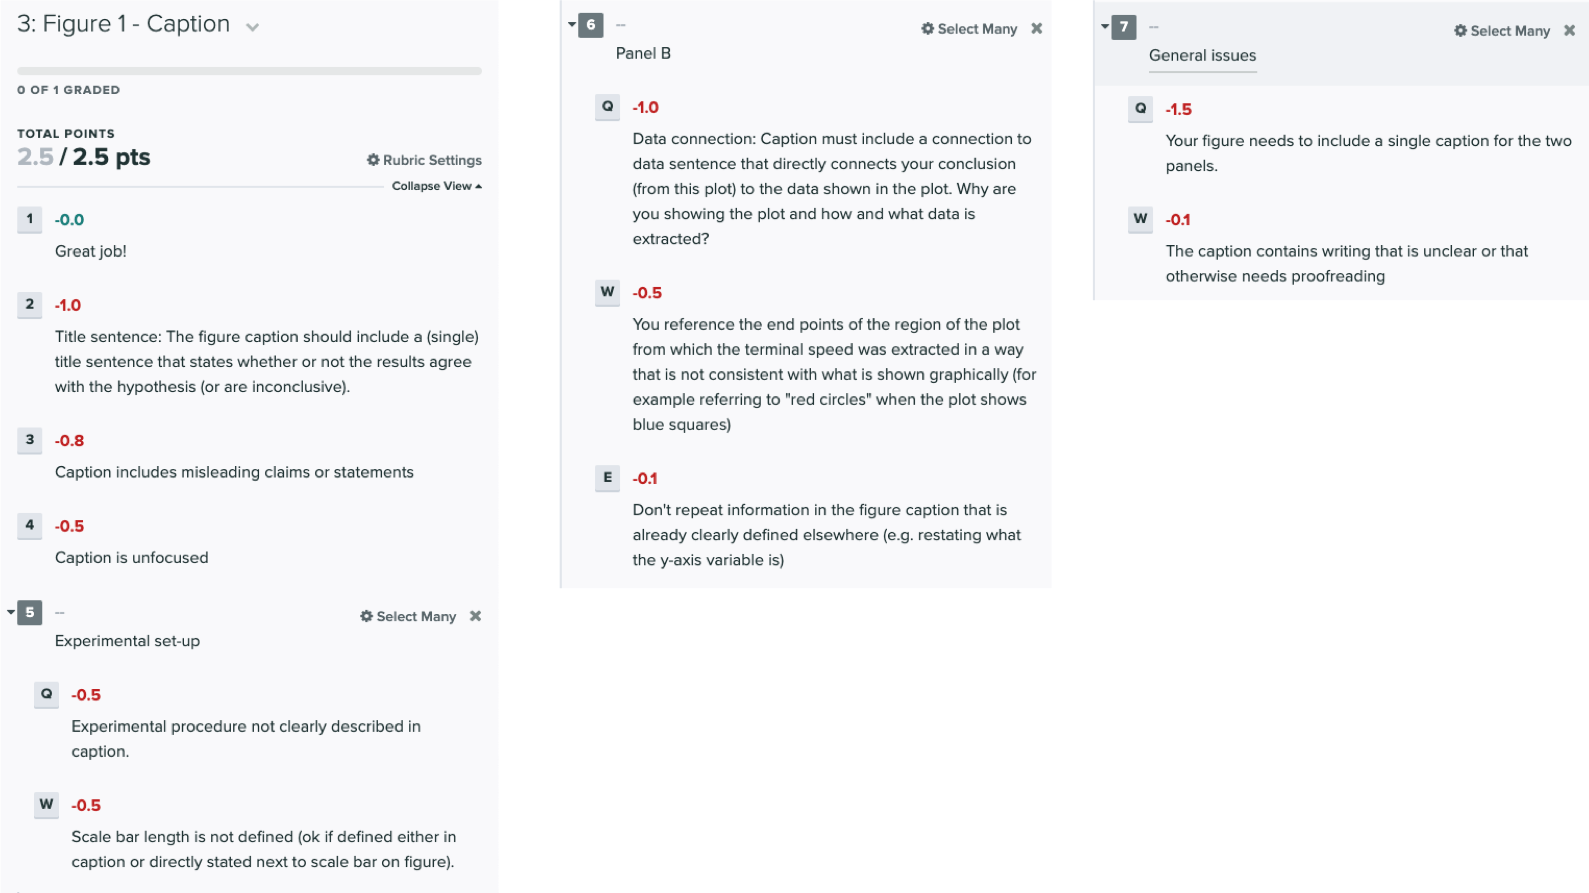 3: Figure 1 - Caption
0 OF 1 GRADED
TOTAL POINTS
2.5 / 2.5 pts
Rubric Settings
Collapse View
1 -0.0
Great job!
2 -1.0
Title sentence: The figure caption should include a (single)
title sentence that states whether or not the results agree
with the hypothesis (or are inconclusive).
3 -0.8
Caption includes misleading claims or statements
4 -0.5
Caption is unfocused
5 -- Select Many
Experimental set-up
Q -0.5
Experimental procedure not clearly described in
caption.
W -0.5
Scale bar length is not defined (ok if defined either in
caption or directly stated next to scale bar on figure).
6 -- Select Many
Panel B
Q -1.0
Data connection: Caption must include a connection to
data sentence that directly connects your conclusion
(from this plot) to the data shown in the plot. Why are
you showing the plot and how and what data is
extracted?
W -0.5
You reference the end points of the region of the plot
from which the terminal speed was extracted in a way
that is not consistent with what is shown graphically (for
example referring to "red circles" when the plot shows
blue squares)
E -0.1
Don't repeat information in the figure caption that is
already clearly defined elsewhere (e.g. restating what
the y-axis variable is)
7 -- Select Many
General issues
Q -1.5
Your figure needs to include a single caption for the two
panels.
W -0.1
The caption contains writing that is unclear or that
otherwise needs proofreading